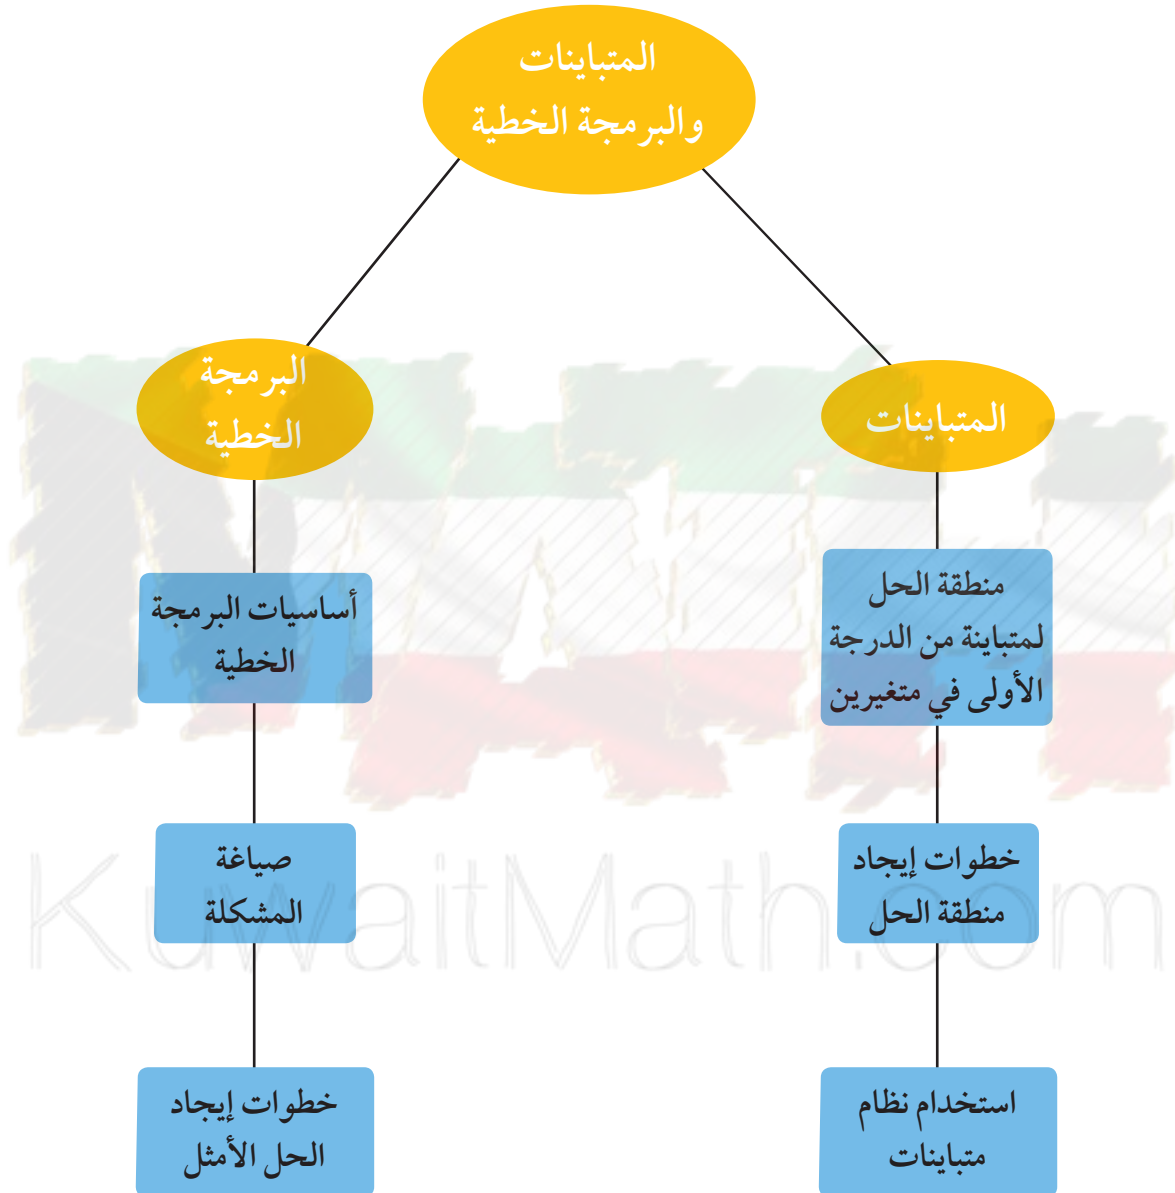 المتباينات
والبرمجة الخطية
المتباينات
البرمجة
الخطية
منطقة الحل
لمتباينة من الدرجة
الأولى في متغيرين
أساسيات البرمجة
الخطية
خطوات إيجاد
منطقة الحل
صياغة
المشكلة
استخدام نظام
متباينات
خطوات إيجاد
الحل الأمثل
MATH
KuwaitMath.com